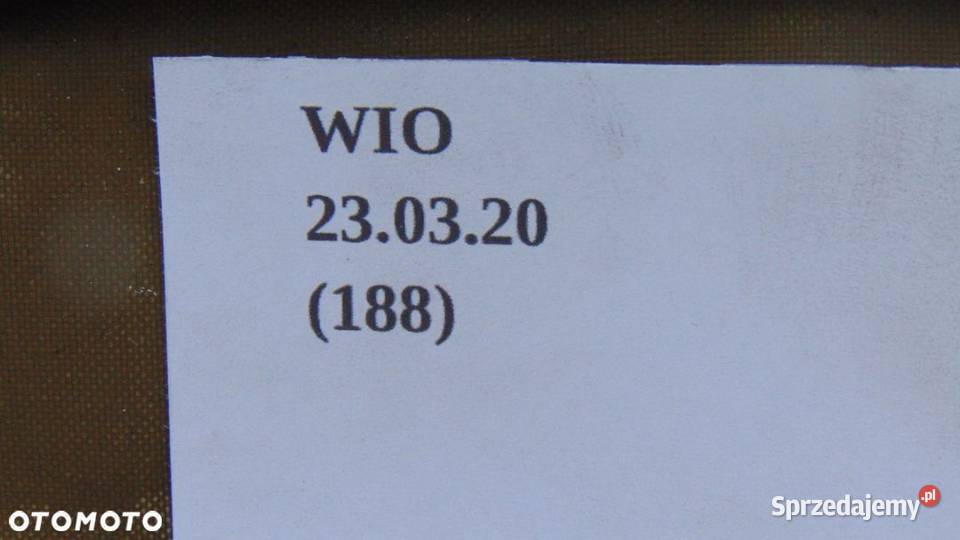 WIO
23.03.20
(188)
OTOMOTO
Sprzedajemy.pl